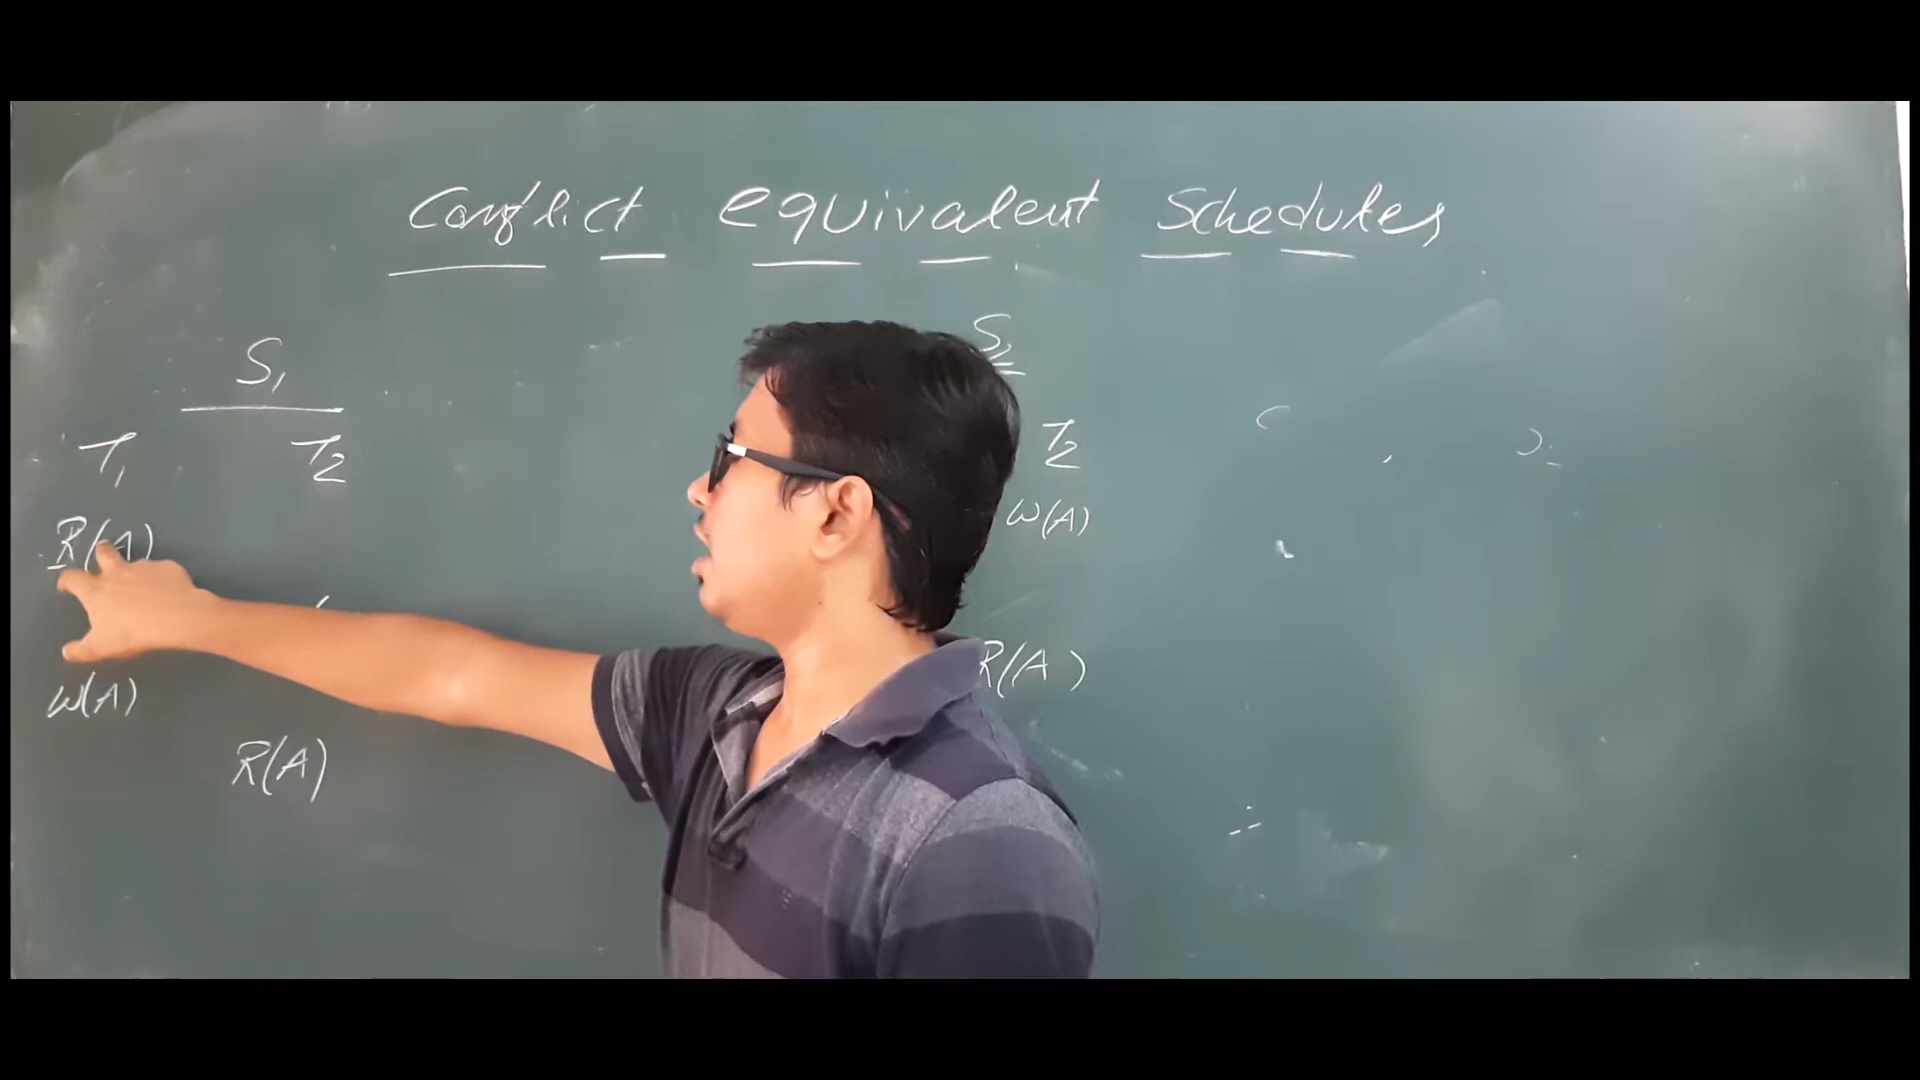 Conflict equivalent Schedules
S1 S2
T1 T2 T2
R(A) W(A)
W(A) R(A)
R(A)